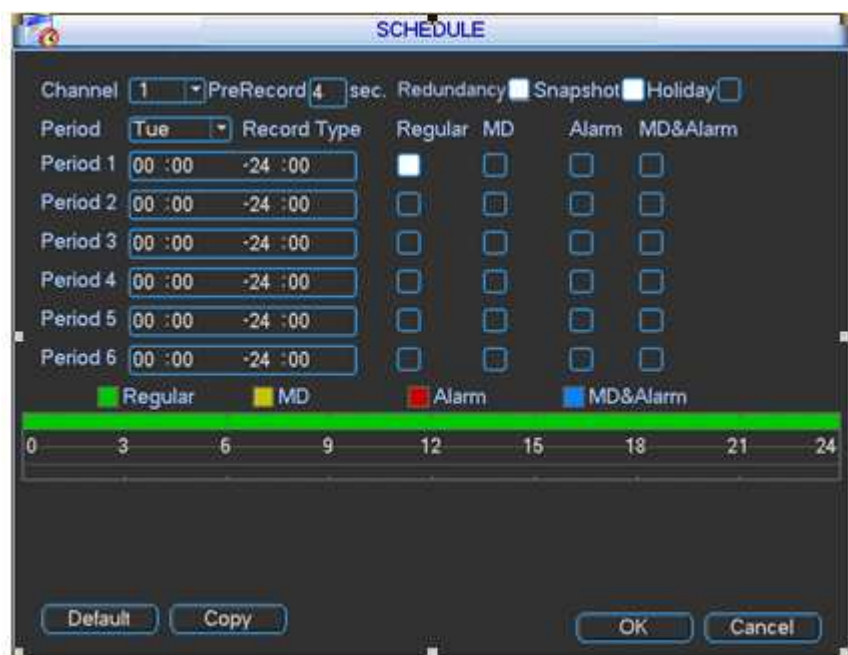 SCHEDULE
Channel 1 PreRecord 4 sec. Redundancy Snapshot Holiday
Period Tue Record Type Regular MD Alarm MD&Alarm
Period 1 00 :00 -24 :00
Period 2 00 :00 -24 :00
Period 3 00 :00 -24 :00
Period 4 00 :00 -24 :00
Period 5 00 :00 -24 :00
Period 6 00 :00 -24 :00
Regular MD Alarm MD&Alarm
0 3 6 9 12 15 18 21 24
Default Copy OK Cancel